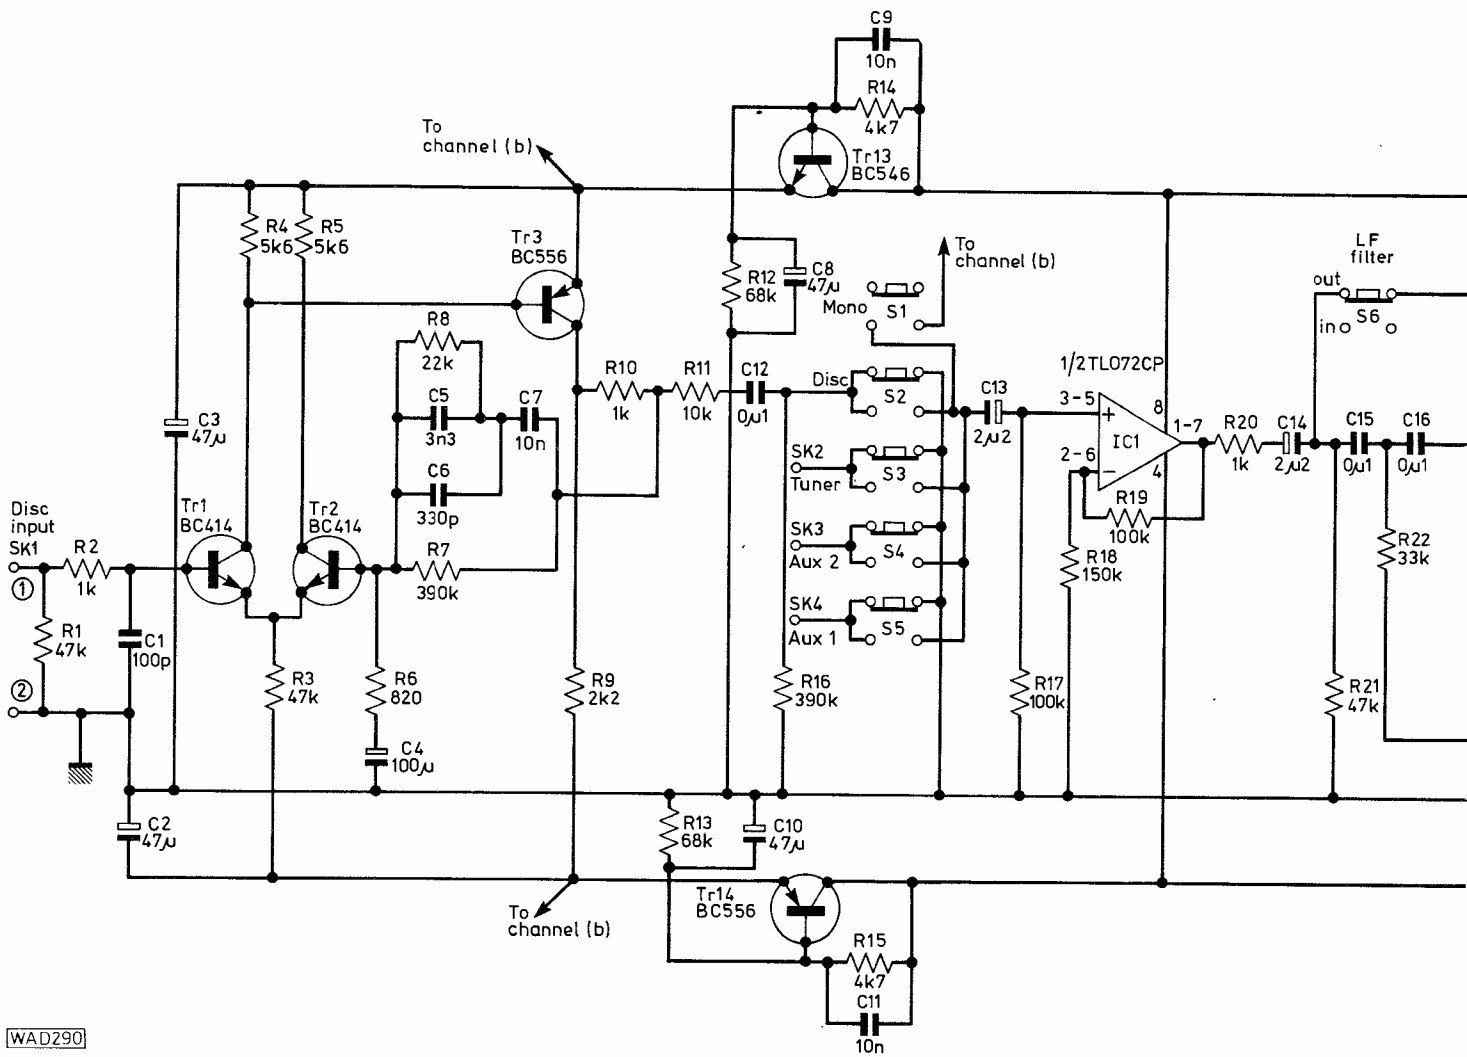 C9
10n
R14
4k7
To
channel (b)
Tr13
BC546
R4
5k6
R5
5k6
Tr3
BC556
To
channel (b)
LF
filter
R12
68k
C8
47µ
out
S6
in
Mono
S1
R8
22k
1/2TL072CP
R10
1k
R11
10k
C12
0µ1
Disc
S2
C13
2µ2
3-5
8
C5
3n3
C7
10n
+
IC1
1-7
R20
1k
C14
2µ2
C15
0µ1
C16
0µ1
C3
47µ
SK2
Tuner
S3
2-6
−
4
C6
330p
R19
100k
Disc
input
SK1
Tr1
BC414
Tr2
BC414
SK3
Aux 2
S4
R2
1k
R7
390k
R18
150k
R22
33k
1
SK4
Aux 1
S5
R1
47k
C1
100p
2
R3
47k
R6
820
R9
2k2
R16
390k
R17
100k
R21
47k
C4
100µ
C2
47µ
R13
68k
C10
47µ
To
channel (b)
Tr14
BC556
R15
4k7
C11
10n
WAD290